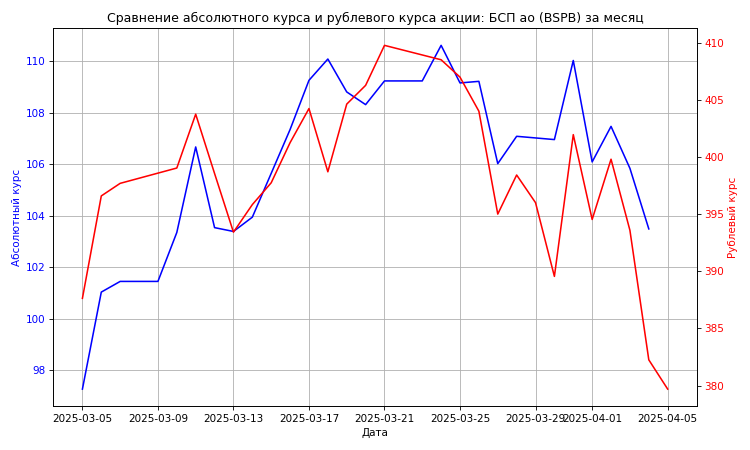 Сравнение абсолютного курса и рублевого курса акции: БСП ао (BSPB) за месяц
110
108
106
104
102
100
98
Абсолютный курс
410
405
400
395
390
385
380
Рублевый курс
2025-03-05 2025-03-09 2025-03-13 2025-03-17 2025-03-21 2025-03-25 2025-03-29 2025-04-01 2025-04-05
Дата